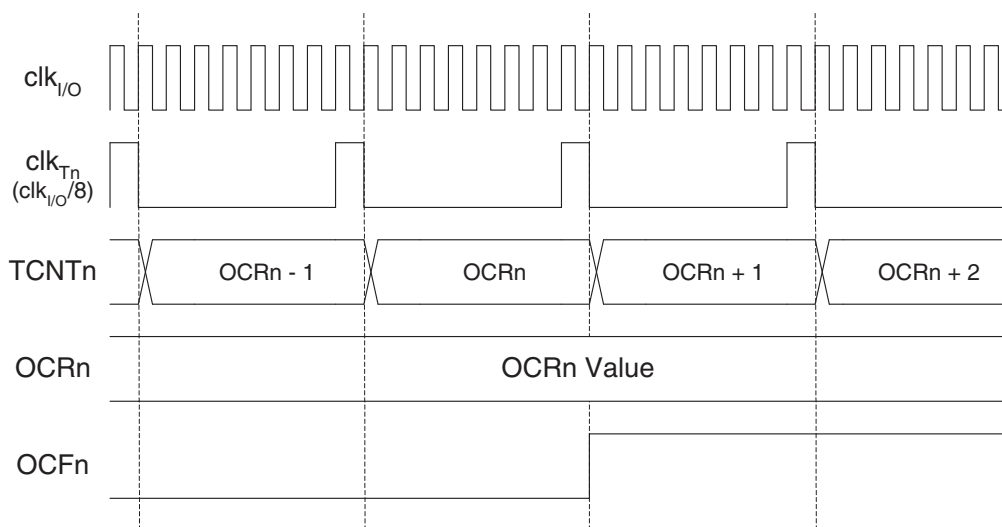 clkI/O
clkTn
(clkI/O/8)
TCNTn
OCRn - 1
OCRn
OCRn + 1
OCRn + 2
OCRn
OCRn Value
OCFn